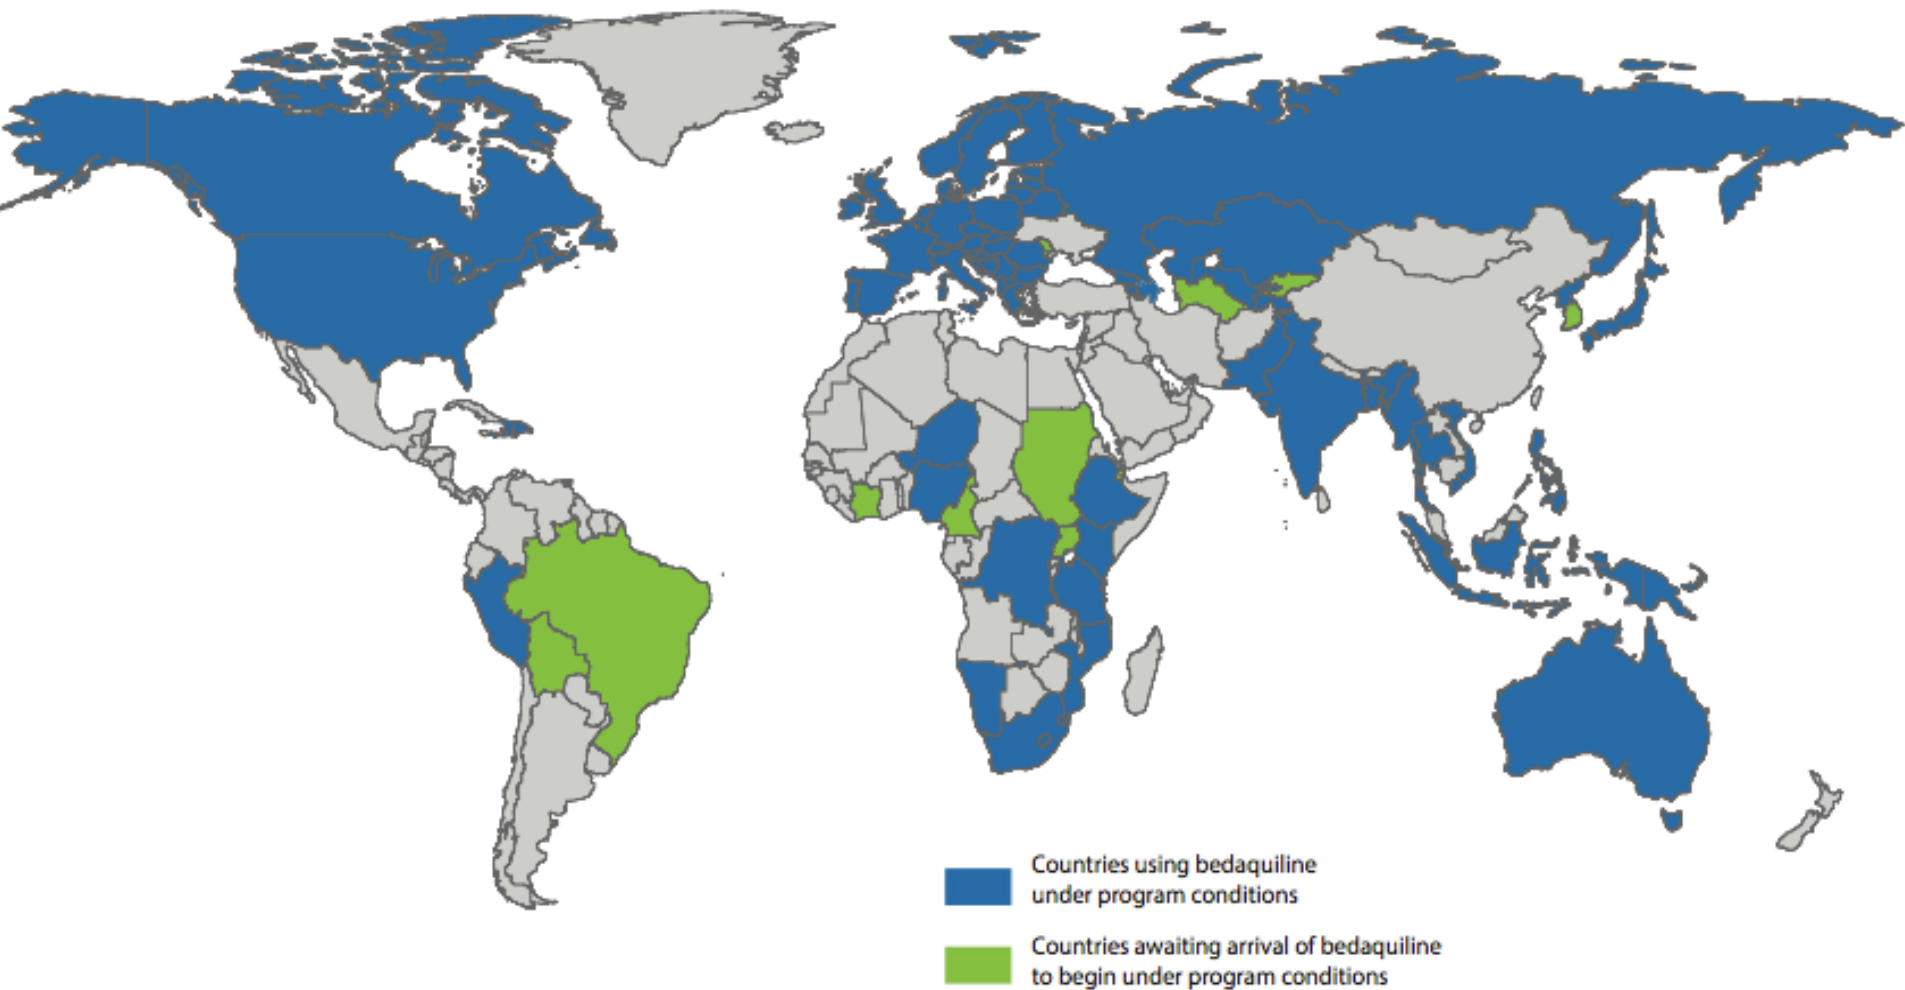 Countries using bedaquiline
under program conditions
Countries awaiting arrival of bedaquiline
to begin under program conditions